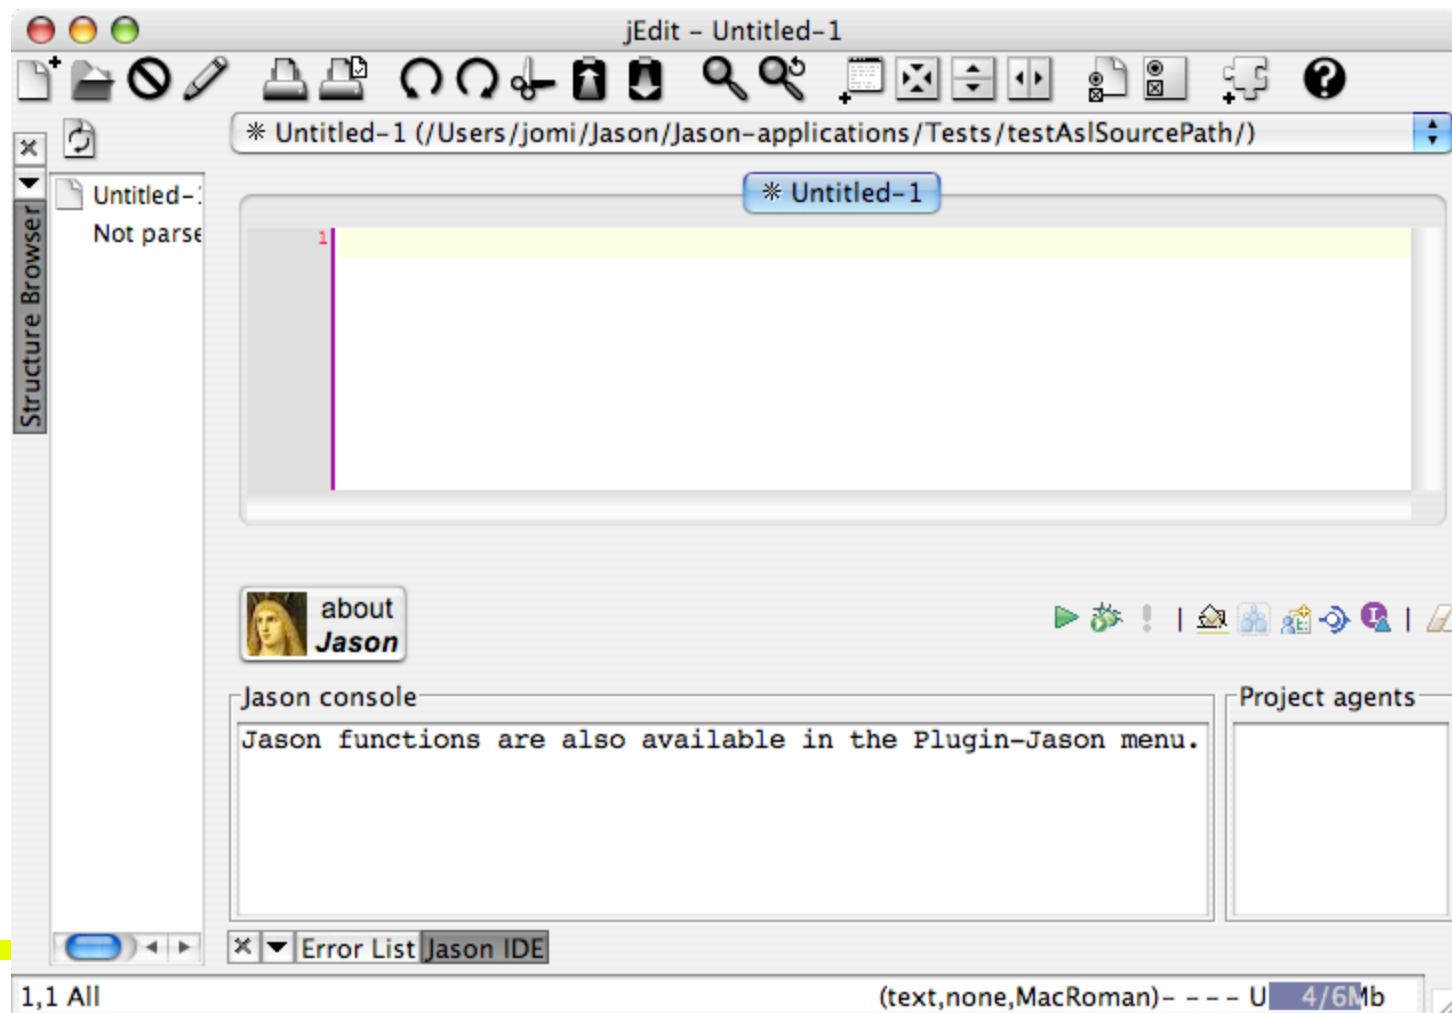 jEdit – Untitled–1
Untitled–1 (/Users/jomi/Jason/Jason–applications/Tests/testAslSourcePath/)
Untitled–1
Untitled–
Not parse
Structure Browser
1
about
Jason
Jason console
Project agents
Jason functions are also available in the Plugin–Jason menu.
Error List
Jason IDE
1,1 All
(text,none,MacRoman)– – – – U 4/6Mb